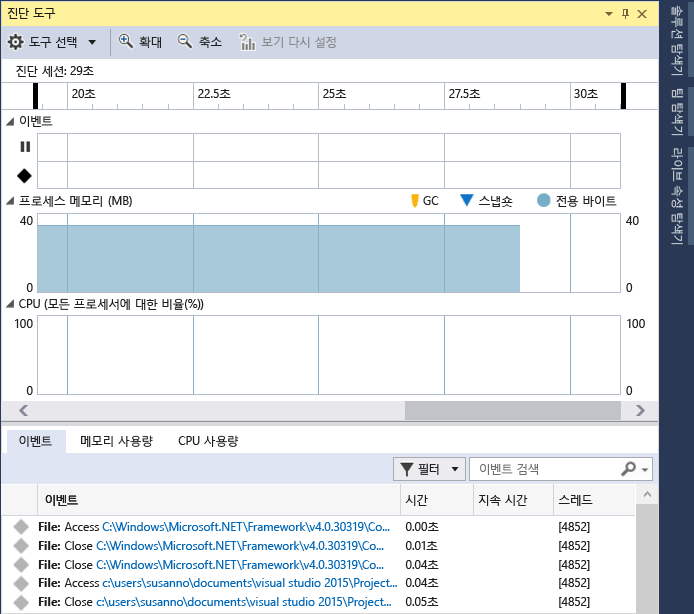 진단 도구
도구 선택 확대 축소 보기 다시 설정
진단 세션: 29초
20초 22.5초 25초 27.5초 30초
이벤트
프로세스 메모리 (MB) GC 스냅숏 전용 바이트
40 40
0 0
CPU (모든 프로세서에 대한 비율(%))
100 100
0 0
이벤트 메모리 사용량 CPU 사용량
필터 이벤트 검색
이벤트 시간 지속 시간 스레드
File: Access C:\Windows\Microsoft.NET\Framework\v4.0.30319\Co... 0.00초 [4852]
File: Close C:\Windows\Microsoft.NET\Framework\v4.0.30319\Co... 0.01초 [4852]
File: Close C:\Windows\Microsoft.NET\Framework\v4.0.30319\Co... 0.04초 [4852]
File: Access c:\users\susanno\documents\visual studio 2015\Project... 0.04초 [4852]
File: Close c:\users\susanno\documents\visual studio 2015\Project... 0.05초 [4852]
솔루션 탐색기
팀 탐색기
라이브 속성 탐색기